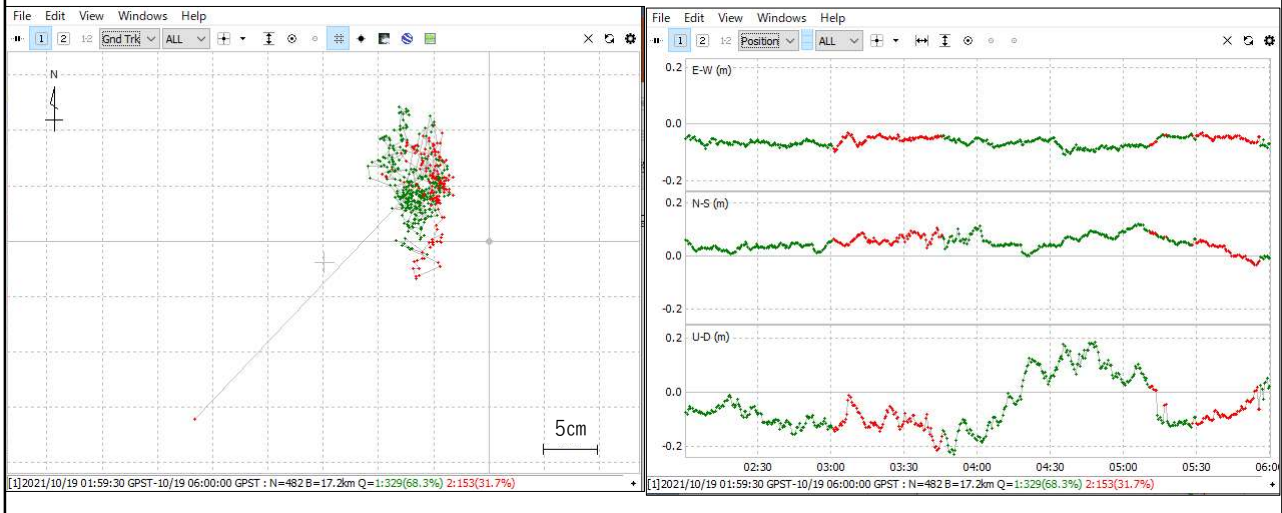 File Edit View Windows Help
1 2 1-2 Gnd Trk ALL
N
5cm
[1]2021/10/19 01:59:30 GPST-10/19 06:00:00 GPST : N=482 B=17.2km Q=1:329(68.3%) 2:153(31.7%)
File Edit View Windows Help
1 2 1-2 Position ALL
0.2 E-W (m)
0.0
-0.2
0.2 N-S (m)
0.0
-0.2
0.2 U-D (m)
0.0
-0.2
02:30 03:00 03:30 04:00 04:30 05:00 05:30 06:0
[1]2021/10/19 01:59:30 GPST-10/19 06:00:00 GPST : N=482 B=17.2km Q=1:329(68.3%) 2:153(31.7%)